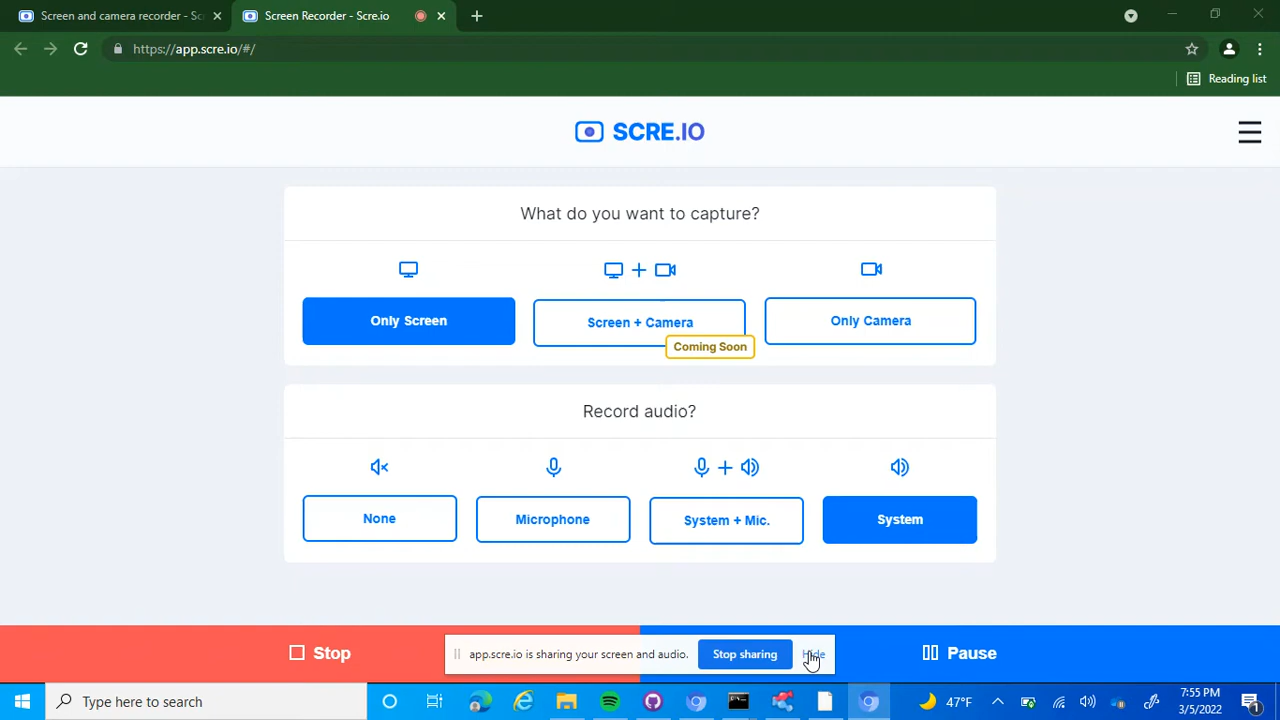 Screen and camera recorder - Sc
Screen Recorder - Scre.io
https://app.scre.io/#/
Reading list
SCRE.IO
What do you want to capture?
Only Screen
Screen + Camera
Only Camera
Coming Soon
Record audio?
None
Microphone
System + Mic.
System
Stop
app.scre.io is sharing your screen and audio.
Stop sharing
Hide
Pause
Type here to search
47°F
7:55 PM
3/5/2022
1